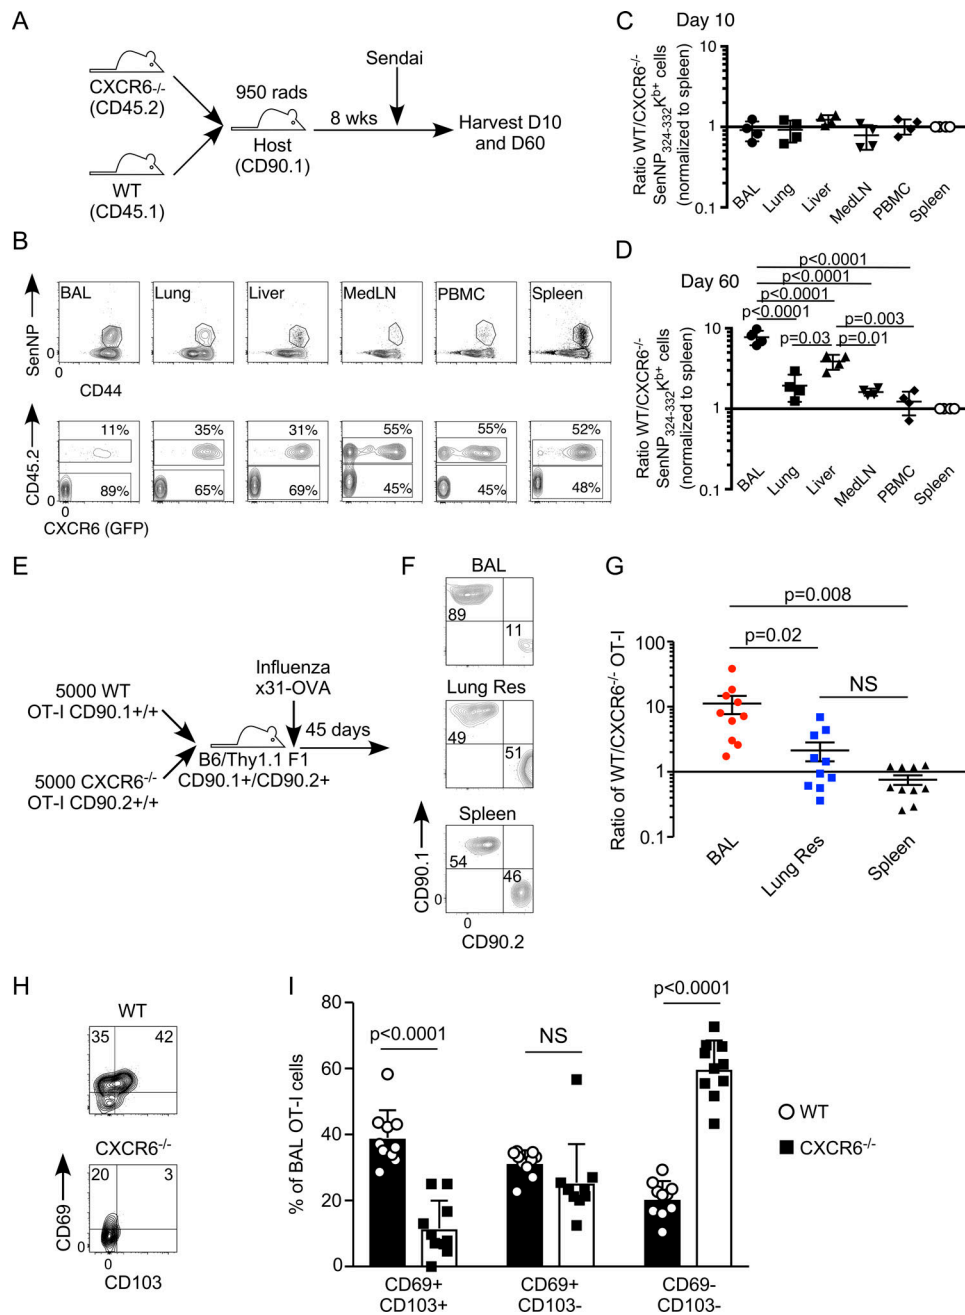 A
CXCR6-/-
(CD45.2)
WT
(CD45.1)
950 rads
Host
(CD90.1)
8 wks
Sendai
Harvest D10
and D60
B
SenNP
0
BAL
Lung
Liver
MedLN
PBMC
Spleen
0
CD44
CD45.2
11%
35%
31%
55%
55%
52%
89%
65%
69%
45%
45%
48%
0
0
CXCR6 (GFP)
C
Day 10
Ratio WT/CXCR6-/-
SenNP324-332Kb+ cells
(normalized to spleen)
10
1
0.1
BAL
Lung
Liver
MedLN
PBMC
Spleen
D
Day 60
p<0.0001
p<0.0001
p<0.0001
p<0.0001
p=0.003
p=0.03
p=0.01
Ratio WT/CXCR6-/-
SenNP324-332Kb+ cells
(normalized to spleen)
10
1
0.1
BAL
Lung
Liver
MedLN
PBMC
Spleen
E
5000 WT
OT-I CD90.1+/+
5000 CXCR6-/-
OT-I CD90.2+/+
Influenza
x31-OVA
45 days
B6/Thy1.1 F1
CD90.1+/CD90.2+
F
BAL
89
11
Lung Res
49
51
Spleen
54
46
CD90.1
0
0
CD90.2
G
p=0.008
p=0.02
NS
Ratio of WT/CXCR6-/- OT-I
100
10
1
0.1
BAL
Lung Res
Spleen
H
WT
35
42
CXCR6-/-
20
3
CD69
0
0
CD103
I
% of BAL OT-I cells
80
60
40
20
0
p<0.0001
NS
p<0.0001
CD69+
CD103+
CD69+
CD103-
CD69-
CD103-
WT
CXCR6-/-